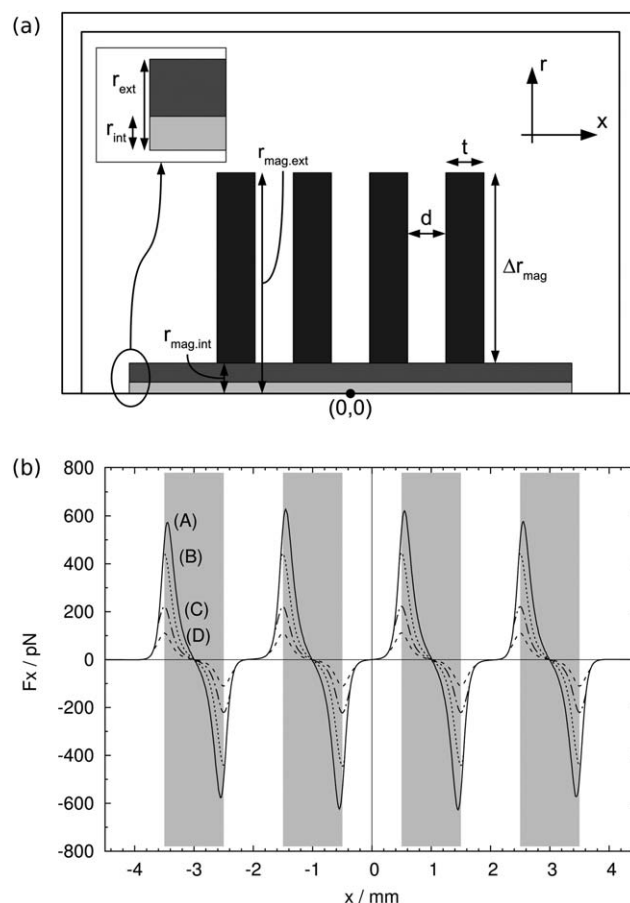 (a)
r_ext
r_int
r_mag.ext
r
x
t
d
Δr_mag
r_mag.int
(0,0)
(b)
800
600
400
200
0
-200
-400
-600
-800
Fx / pN
(A)
(B)
(C)
(D)
-4 -3 -2 -1 0 1 2 3 4
x / mm